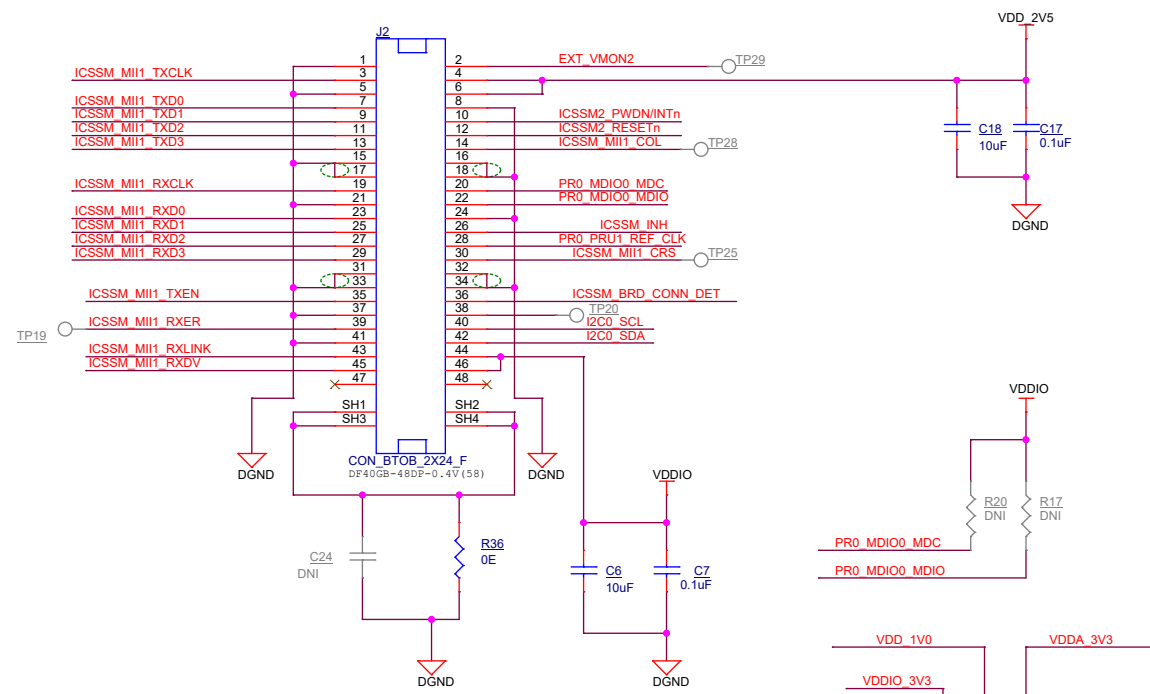 VDD_2V5
J2
1 2 EXT_VMON2 TP29
ICSSM_MII1_TXCLK 3 4
5 6
ICSSM_MII1_TXD0 7 8
ICSSM_MII1_TXD1 9 10 ICSSM2_PWDN/INTn
ICSSM_MII1_TXD2 11 12 ICSSM2_RESETn
ICSSM_MII1_TXD3 13 14 ICSSM_MII1_COL TP28
C18 C17
10uF 0.1uF
15 16
17 18
ICSSM_MII1_RXCLK 19 20 PR0_MDIO0_MDC
21 22 PR0_MDIO0_MDIO
ICSSM_MII1_RXD0 23 24
ICSSM_MII1_RXD1 25 26 ICSSM_INH
DGND
ICSSM_MII1_RXD2 27 28 PR0_PRU1_REF_CLK
ICSSM_MII1_RXD3 29 30 ICSSM_MII1_CRS TP25
31 32
33 34
ICSSM_MII1_TXEN 35 36 ICSSM_BRD_CONN_DET
37 38 TP20
TP19 ICSSM_MII1_RXER 39 40 I2C0_SCL
41 42 I2C0_SDA
ICSSM_MII1_RXLINK 43 44
ICSSM_MII1_RXDV 45 46
47 48
VDDIO
SH1 SH2
SH3 SH4
CON_BTOB_2X24_F
DF40GB-48DP-0.4V(58)
DGND DGND VDDIO
R20 R17
DNI DNI
PR0_MDIO0_MDC
C24 R36
DNI 0E
C6 C7
10uF 0.1uF
PR0_MDIO0_MDIO
VDD_1V0 VDDA_3V3
DGND DGND
VDDIO_3V3